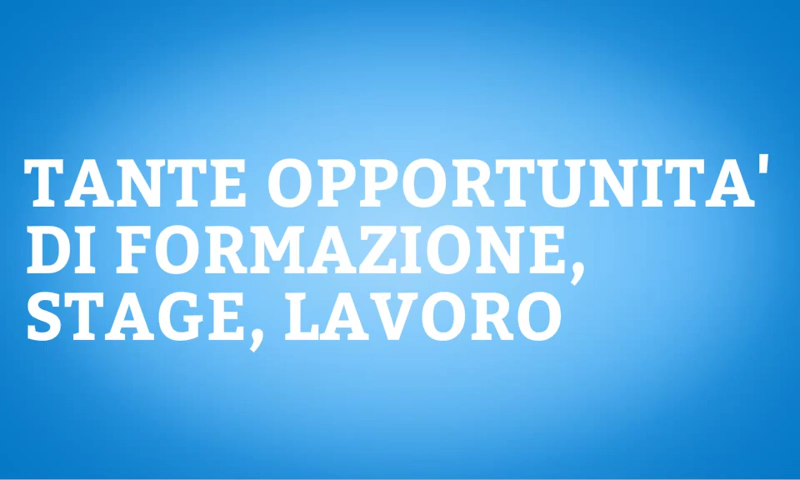 TANTE OPPORTUNITA'
DI FORMAZIONE,
STAGE, LAVORO